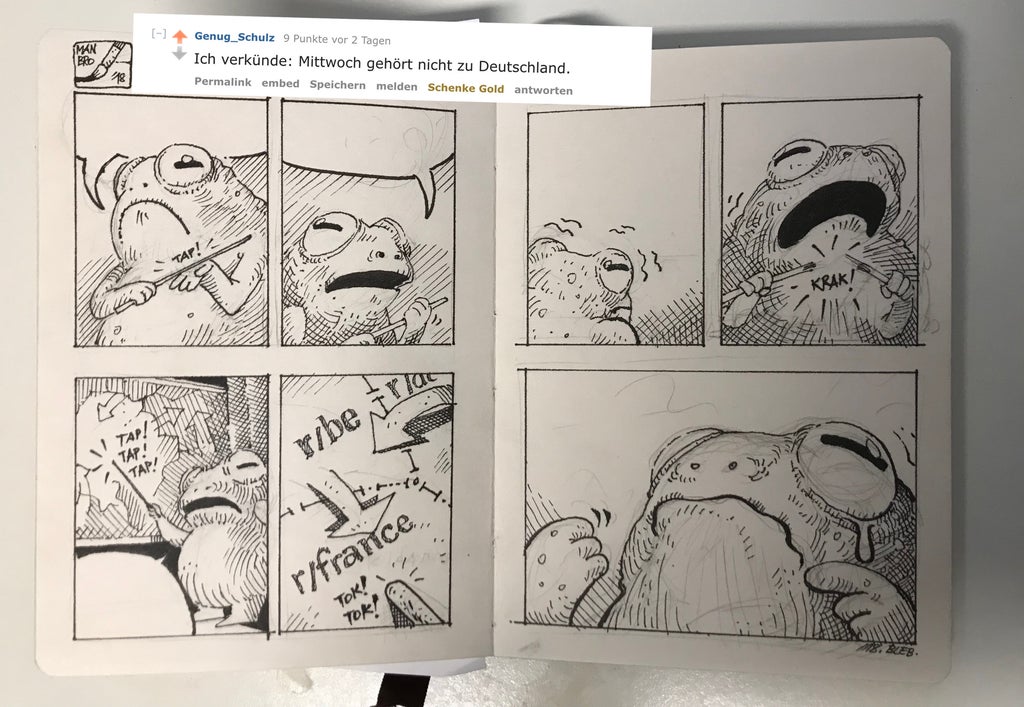 [–] Genug_Schulz 9 Punkte vor 2 Tagen
Ich verkünde: Mittwoch gehört nicht zu Deutschland.
Permalink embed Speichern melden Schenke Gold antworten
MAN
BRO
'18
TAP!
KRAK!
TAP!
TAP!
TAP!
r/be
r/france
TOK!
TOK!